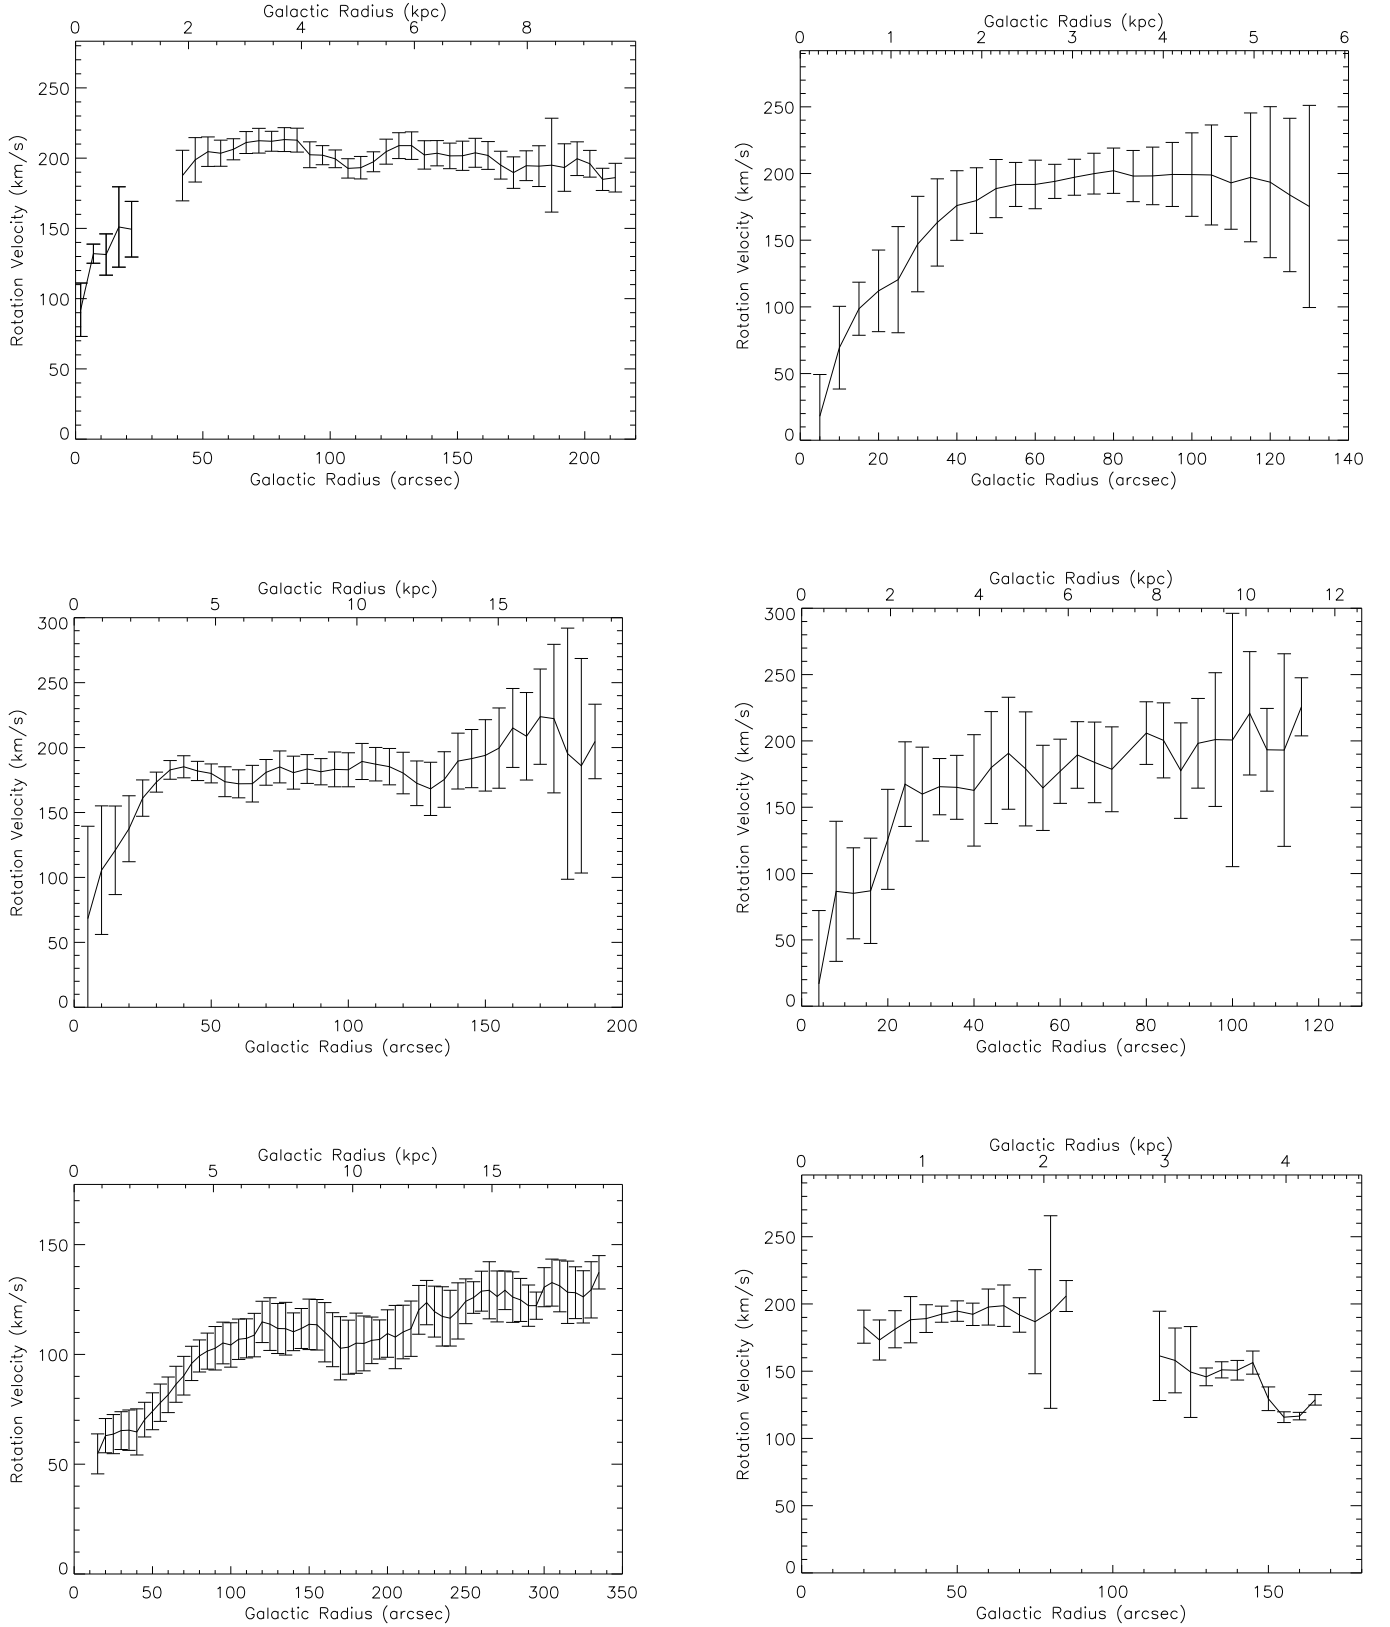 Galactic Radius (kpc)
0 2 4 6 8
250
200
150
100
50
0
Rotation Velocity (km/s)
50 100 150 200
Galactic Radius (arcsec)
Galactic Radius (kpc)
0 1 2 3 4 5 6
250
200
150
100
50
0
Rotation Velocity (km/s)
0 20 40 60 80 100 120 140
Galactic Radius (arcsec)
Galactic Radius (kpc)
0 5 10 15
300
250
200
150
100
50
0
Rotation Velocity (km/s)
0 50 100 150 200
Galactic Radius (arcsec)
Galactic Radius (kpc)
0 2 4 6 8 10 12
300
250
200
150
100
50
0
Rotation Velocity (km/s)
0 20 40 60 80 100 120
Galactic Radius (arcsec)
Galactic Radius (kpc)
0 5 10 15
150
100
50
0
Rotation Velocity (km/s)
0 50 100 150 200 250 300 350
Galactic Radius (arcsec)
Galactic Radius (kpc)
0 1 2 3 4
250
200
150
100
50
0
Rotation Velocity (km/s)
0 50 100 150
Galactic Radius (arcsec)